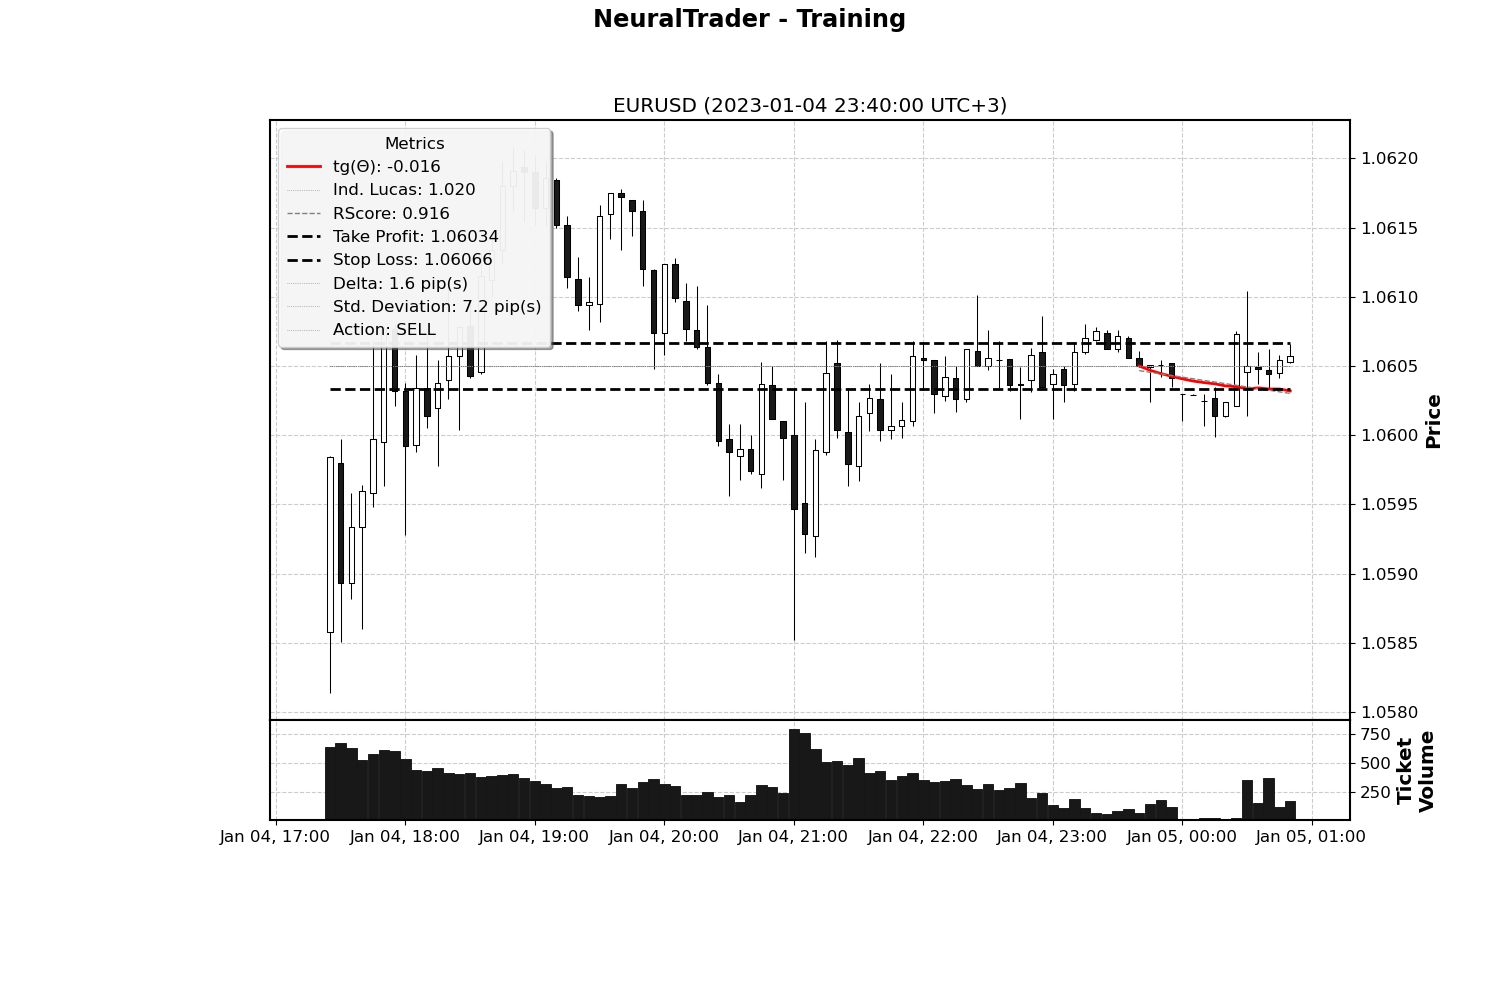 NeuralTrader - Training
EURUSD (2023-01-04 23:40:00 UTC+3)
Metrics
tg(Θ): -0.016
Ind. Lucas: 1.020
RScore: 0.916
Take Profit: 1.06034
Stop Loss: 1.06066
Delta: 1.6 pip(s)
Std. Deviation: 7.2 pip(s)
Action: SELL
1.0620
1.0615
1.0610
1.0605
1.0600
1.0595
1.0590
1.0585
1.0580
Price
750
500
250
Ticket
Volume
Jan 04, 17:00 Jan 04, 18:00 Jan 04, 19:00 Jan 04, 20:00 Jan 04, 21:00 Jan 04, 22:00 Jan 04, 23:00 Jan 05, 00:00 Jan 05, 01:00